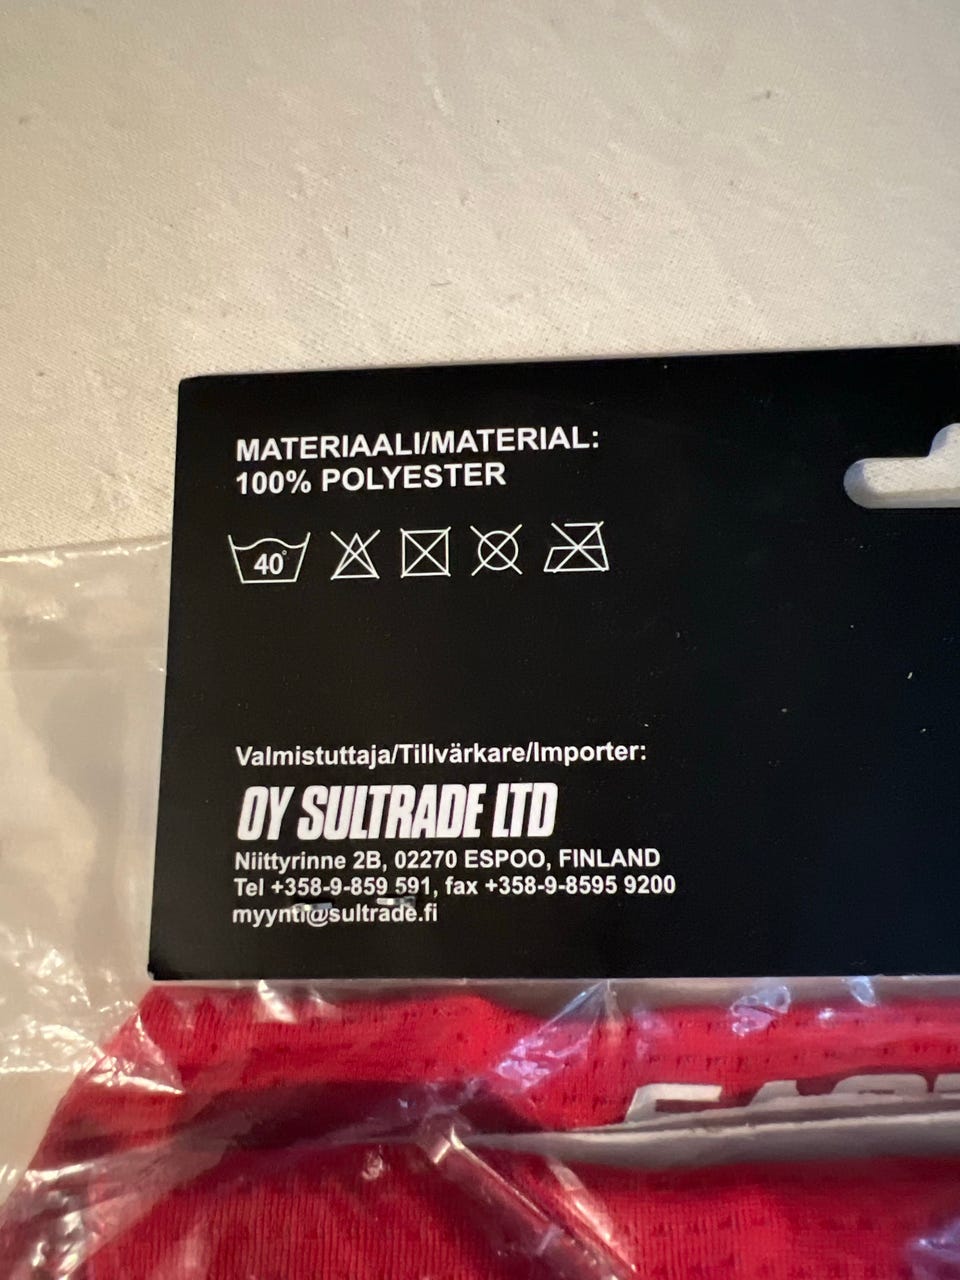 MATERIAALI/MATERIAL:
100% POLYESTER
40°
Valmistuttaja/Tillvärkare/Importer:
OY SULTRADE LTD
Niittyrinne 2B, 02270 ESPOO, FINLAND
Tel +358-9-859 591, fax +358-9-8595 9200
myynti@sultrade.fi